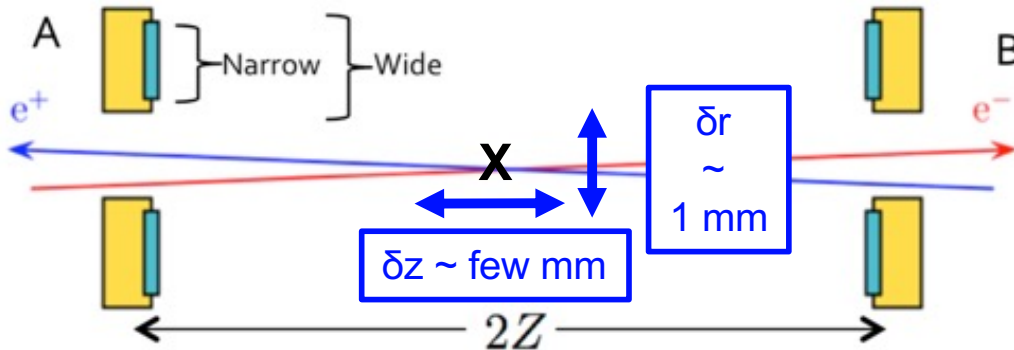 A
Narrow
Wide
B
e⁺
e⁻
X
δr
~
1 mm
δz ~ few mm
2Z